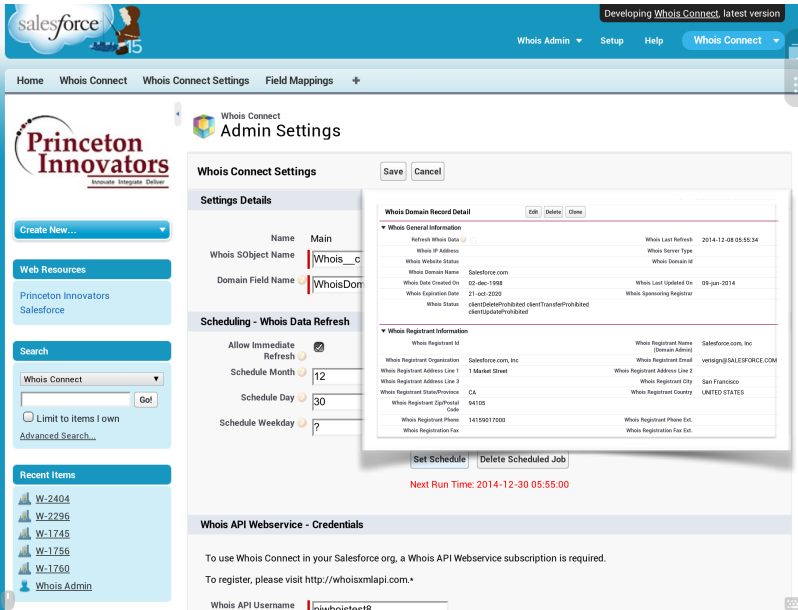 Developing Whois Connect, latest version
salesforce
15
Whois Admin Setup Help Whois Connect
Home Whois Connect Whois Connect Settings Field Mappings +
Princeton
Innovators
Innovate Integrate Deliver
Create New...
Web Resources
Princeton Innovators
Salesforce
Search
Whois Connect
Go!
Limit to items I own
Advanced Search...
Recent Items
W-2404
W-2296
W-1745
W-1756
W-1760
Whois Admin
Whois Connect
Admin Settings
Whois Connect Settings Save Cancel
Settings Details
Name Main
Whois SObject Name Whois__c
Domain Field Name WhoisDom
Scheduling - Whois Data Refresh
Allow Immediate
Refresh
Schedule Month 12
Schedule Day 30
Schedule Weekday ?
Whois Domain Record Detail Edit Delete Clone
Whois General Information
Refresh Whois Data Whois Last Refresh 2014-12-08 05:55:34
Whois IP Address Whois Server Type
Whois Website Status Whois Domain Id
Whois Domain Name Salesforce.com
Whois Date Created On 02-dec-1998 Whois Last Updated On 09-jun-2014
Whois Expiration Date 21-oct-2020 Whois Sponsoring Registrar
Whois Status clientDeleteProhibited clientTransferProhibited
clientUpdateProhibited
Whois Registrant Information
Whois Registrant Id Whois Registrant Name Salesforce.com, Inc
(Domain Admin)
Whois Registrant Organization Salesforce.com, Inc Whois Registrant Email verisign@SALESFORCE.COM
Whois Registrant Address Line 1 1 Market Street Whois Registrant Address Line 2
Whois Registrant Address Line 3 Whois Registrant City San Francisco
Whois Registrant State/Province CA Whois Registrant Country UNITED STATES
Whois Registrant Zip/Postal 94105
Code
Whois Registrant Phone 14159017000 Whois Registrant Phone Ext.
Whois Registration Fax Whois Registration Fax Ext.
Set Schedule Delete Scheduled Job
Next Run Time: 2014-12-30 05:55:00
Whois API Webservice - Credentials
To use Whois Connect in your Salesforce org, a Whois API Webservice subscription is required.
To register, please visit http://whoisxmlapi.com.*
Whois API Username piwhoistest8